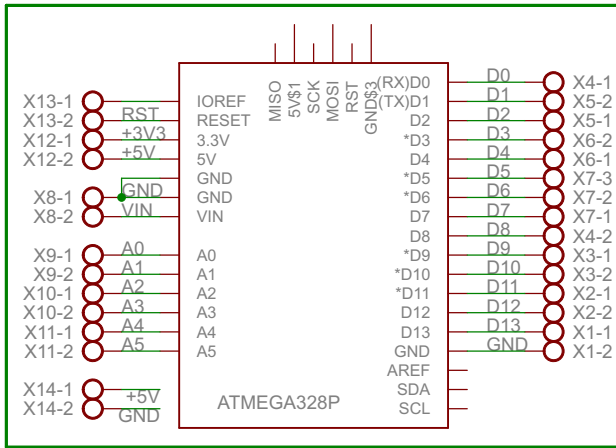 MISO 5V$1 SCK MOSI RST GND$3
(RX)D0 D0 X4-1
X13-1 IOREF (TX)D1 D1 X5-2
X13-2 RST RESET D2 D2 X5-1
X12-1 +3V3 3.3V *D3 D3 X6-2
X12-2 +5V 5V D4 D4 X6-1
GND *D5 D5 X7-3
X8-1 GND GND *D6 D6 X7-2
X8-2 VIN VIN D7 D7 X7-1
D8 D8 X4-2
X9-1 A0 A0 *D9 D9 X3-1
X9-2 A1 A1 *D10 D10 X3-2
X10-1 A2 A2 *D11 D11 X2-1
X10-2 A3 A3 D12 D12 X2-2
X11-1 A4 A4 D13 D13 X1-1
X11-2 A5 A5 GND GND X1-2
AREF
X14-1 +5V SDA
X14-2 GND ATMEGA328P SCL